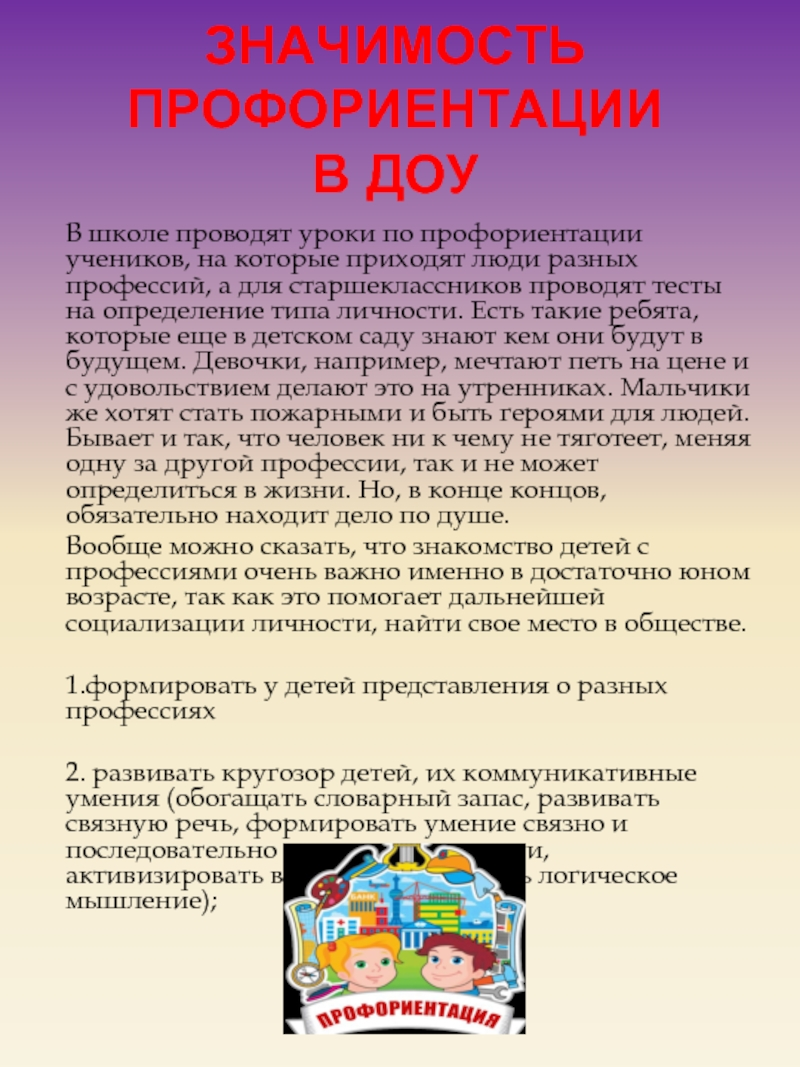 ЗНАЧИМОСТЬ
ПРОФОРИЕНТАЦИИ
В ДОУ
В школе проводят уроки по профориентации
учеников, на которые приходят люди разных
профессий, а для старшеклассников проводят тесты
на определение типа личности. Есть такие ребята,
которые еще в детском саду знают кем они будут в
будущем. Девочки, например, мечтают петь на цене и
с удовольствием делают это на утренниках. Мальчики
же хотят стать пожарными и быть героями для людей.
Бывает и так, что человек ни к чему не тяготеет, меняя
одну за другой профессии, так и не может
определиться в жизни. Но, в конце концов,
обязательно находит дело по душе.
Вообще можно сказать, что знакомство детей с
профессиями очень важно именно в достаточно юном
возрасте, так как это помогает дальнейшей
социализации личности, найти свое место в обществе.
1.формировать у детей представления о разных
профессиях
2. развивать кругозор детей, их коммуникативные
умения (обогащать словарный запас, развивать
связную речь, формировать умение связно и
последовательно
активизировать логическое
мышление);
БАНК
ПРОФОРИЕНТАЦИЯ